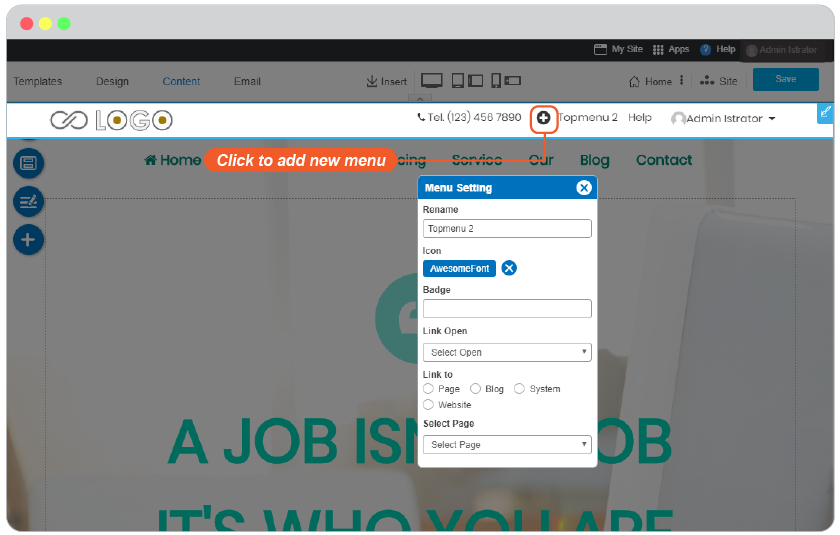 My Site Apps Help Admin Istrator
Templates Design Content Email Insert Home Site Save
LOGO Tel. (123) 456 7890 Topmenu 2 Help Admin Istrator
Home Click to add new menu cing Service Our Blog Contact
Menu Setting
Rename
Topmenu 2
Icon
AwesomeFont
Badge
Link Open
Select Open
Link to
Page Blog System
Website
Select Page
Select Page
A JOB ISN OB
IT'S WHO YOU ARE